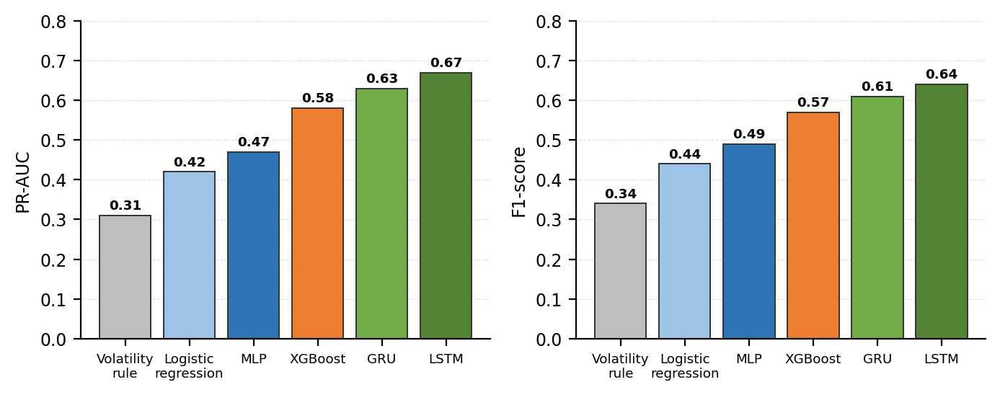 PR-AUC
0.8
0.7
0.6
0.5
0.4
0.3
0.2
0.1
0.0
0.31
0.42
0.47
0.58
0.63
0.67
Volatility
rule
Logistic
regression
MLP
XGBoost
GRU
LSTM
F1-score
0.8
0.7
0.6
0.5
0.4
0.3
0.2
0.1
0.0
0.34
0.44
0.49
0.57
0.61
0.64
Volatility
rule
Logistic
regression
MLP
XGBoost
GRU
LSTM